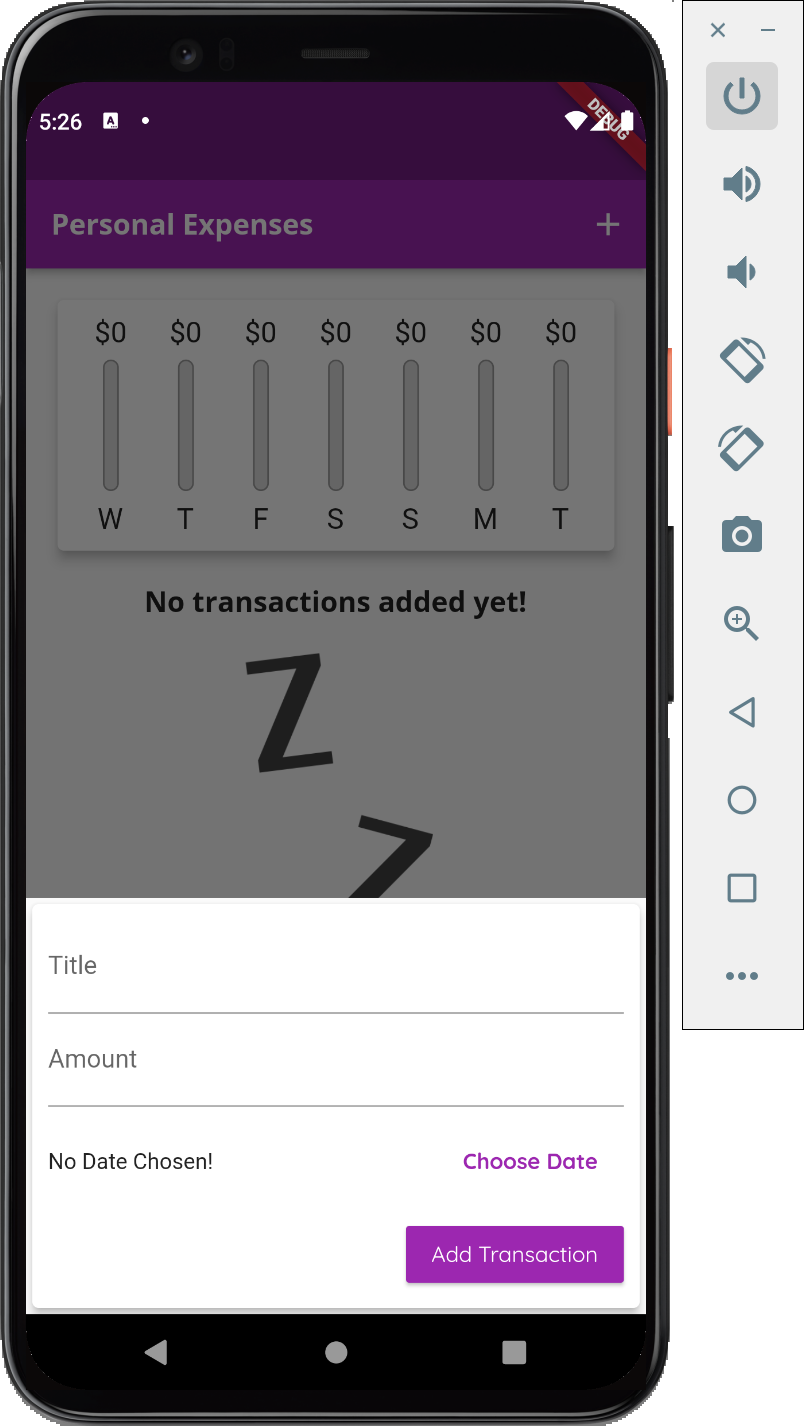 5:26 A DEBUG
Personal Expenses +
$0 $0 $0 $0 $0 $0 $0
W T F S S M T
No transactions added yet!
Z
Z
Title
Amount
No Date Chosen! Choose Date
Add Transaction